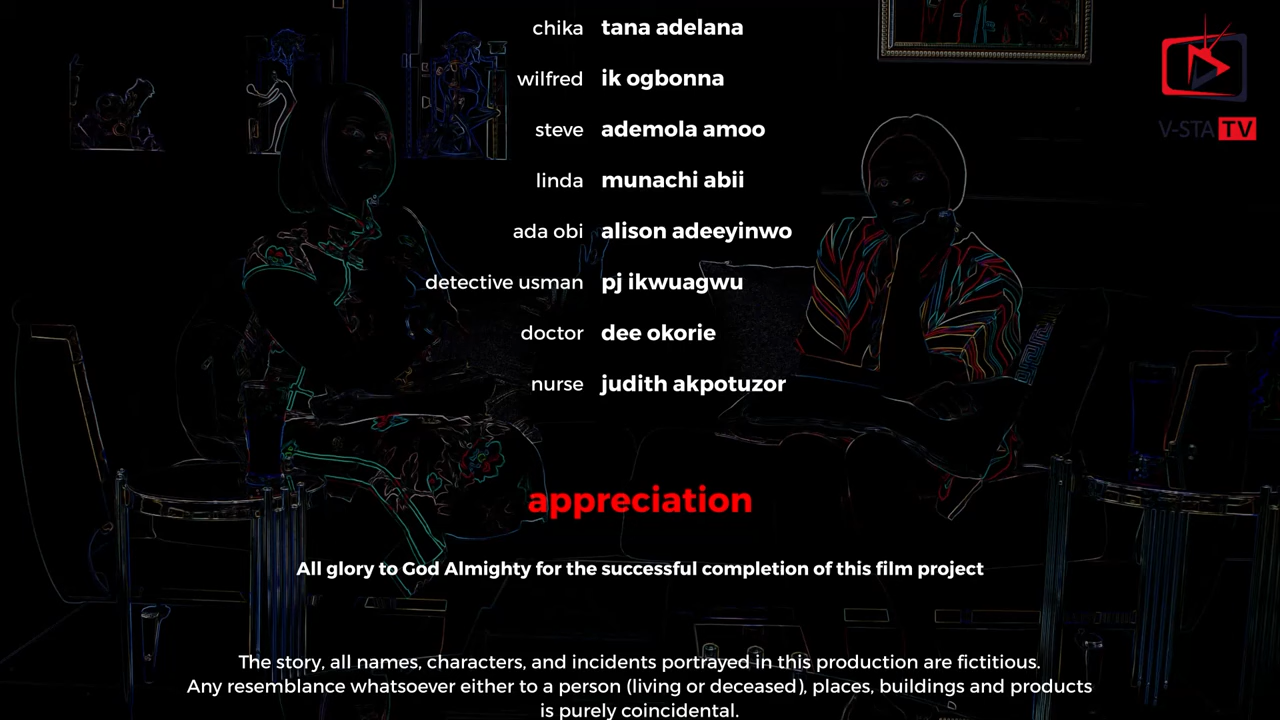 chika tana adelana
wilfred ik ogbonna
steve ademola amoo
linda munachi abii
ada obi alison adeeyinwo
detective usman pj ikwuagwu
doctor dee okorie
nurse judith akpotuzor
V-STA TV
appreciation
All glory to God Almighty for the successful completion of this film project
The story, all names, characters, and incidents portrayed in this production are fictitious.
Any resemblance whatsoever either to a person (living or deceased), places, buildings and products
is purely coincidental.